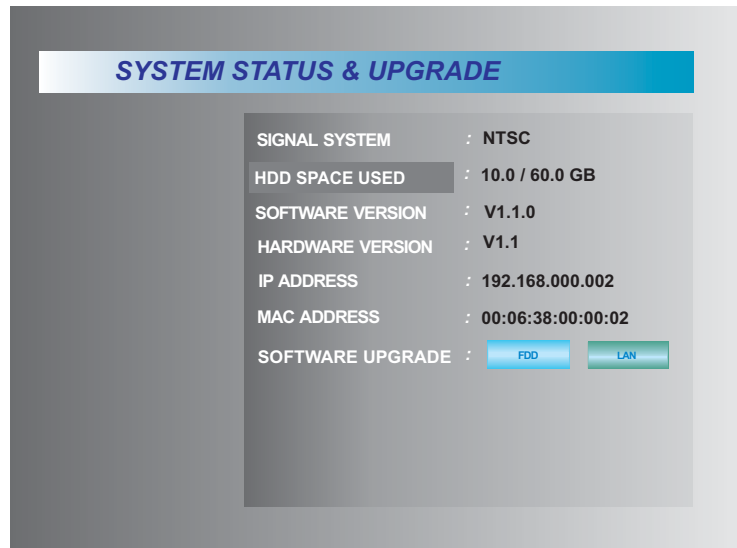 SYSTEM STATUS & UPGRADE
SIGNAL SYSTEM : NTSC
HDD SPACE USED : 10.0 / 60.0 GB
SOFTWARE VERSION : V1.1.0
HARDWARE VERSION : V1.1
IP ADDRESS : 192.168.000.002
MAC ADDRESS : 00:06:38:00:00:02
SOFTWARE UPGRADE : FDD LAN